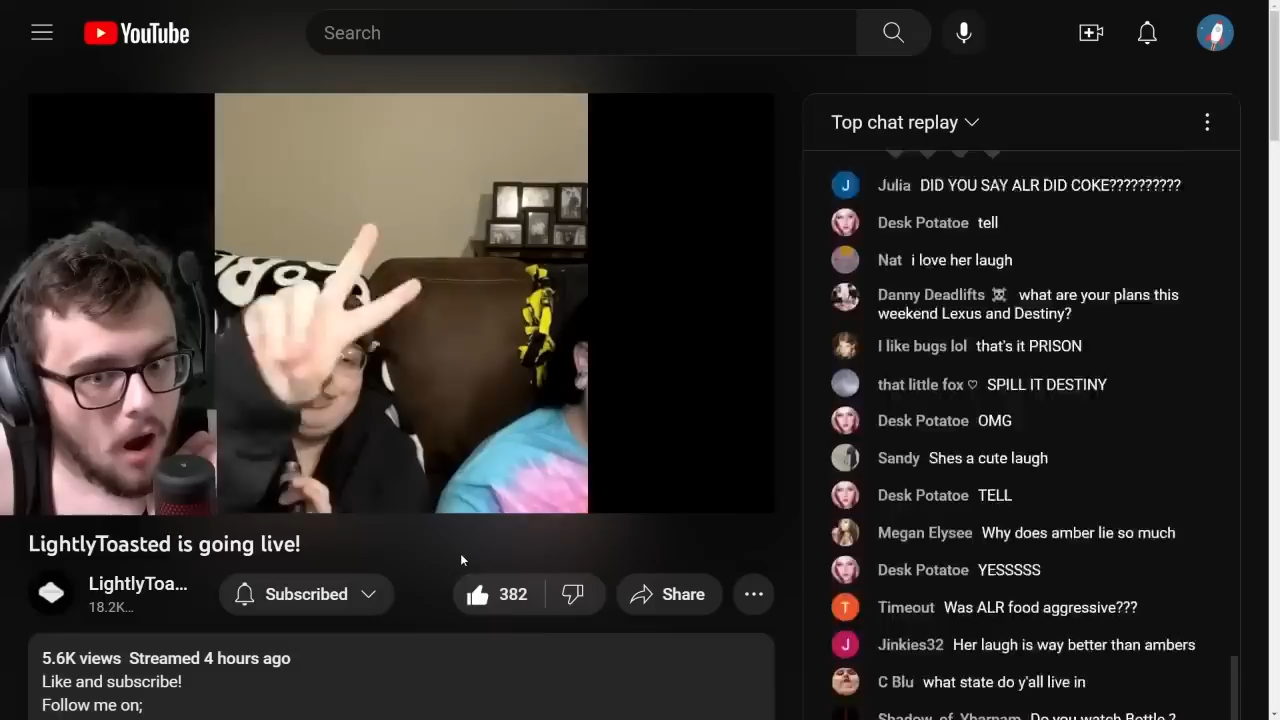 YouTube
Search
Top chat replay
Julia DID YOU SAY ALR DID COKE??????????
Desk Potatoe tell
Nat i love her laugh
Danny Deadlifts ☠️ what are your plans this
weekend Lexus and Destiny?
I like bugs lol that's it PRISON
that little fox ♡ SPILL IT DESTINY
Desk Potatoe OMG
Sandy Shes a cute laugh
Desk Potatoe TELL
Megan Elysee Why does amber lie so much
Desk Potatoe YESSSSS
Timeout Was ALR food aggressive???
Jinkies32 Her laugh is way better than ambers
C Blu what state do y'all live in
Shadow_of_Yharnam Do you watch Bottle ?
LightlyToasted is going live!
LightlyToa...
18.2K...
Subscribed
382
Share
5.6K views Streamed 4 hours ago
Like and subscribe!
Follow me on;